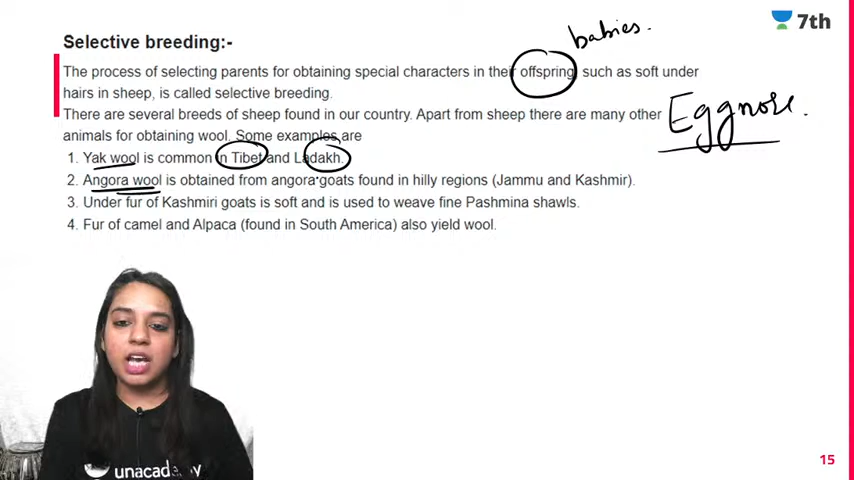 7th
Selective breeding:-
babies.
The process of selecting parents for obtaining special characters in their offspring, such as soft under
hairs in sheep, is called selective breeding.
There are several breeds of sheep found in our country. Apart from sheep there are many other
animals for obtaining wool. Some examples are
Eggnore.
1. Yak wool is common in Tibet and Ladakh.
2. Angora wool is obtained from angora goats found in hilly regions (Jammu and Kashmir).
3. Under fur of Kashmiri goats is soft and is used to weave fine Pashmina shawls.
4. Fur of camel and Alpaca (found in South America) also yield wool.
unacademy
15